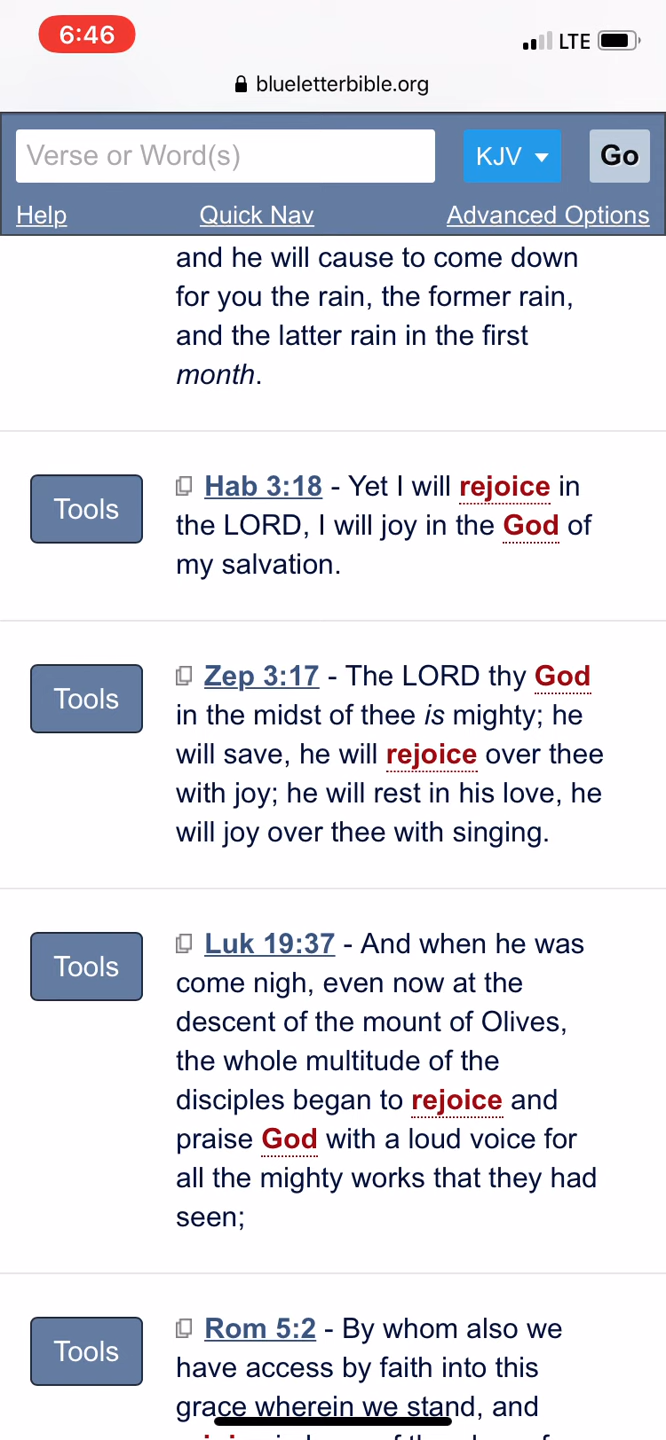 6:46
LTE
blueletterbible.org
Verse or Word(s)
KJV
Go
Help
Quick Nav
Advanced Options
and he will cause to come down
for you the rain, the former rain,
and the latter rain in the first
month.
Tools
Hab 3:18 - Yet I will rejoice in
the LORD, I will joy in the God of
my salvation.
Tools
Zep 3:17 - The LORD thy God
in the midst of thee is mighty; he
will save, he will rejoice over thee
with joy; he will rest in his love, he
will joy over thee with singing.
Tools
Luk 19:37 - And when he was
come nigh, even now at the
descent of the mount of Olives,
the whole multitude of the
disciples began to rejoice and
praise God with a loud voice for
all the mighty works that they had
seen;
Tools
Rom 5:2 - By whom also we
have access by faith into this
grace wherein we stand, and